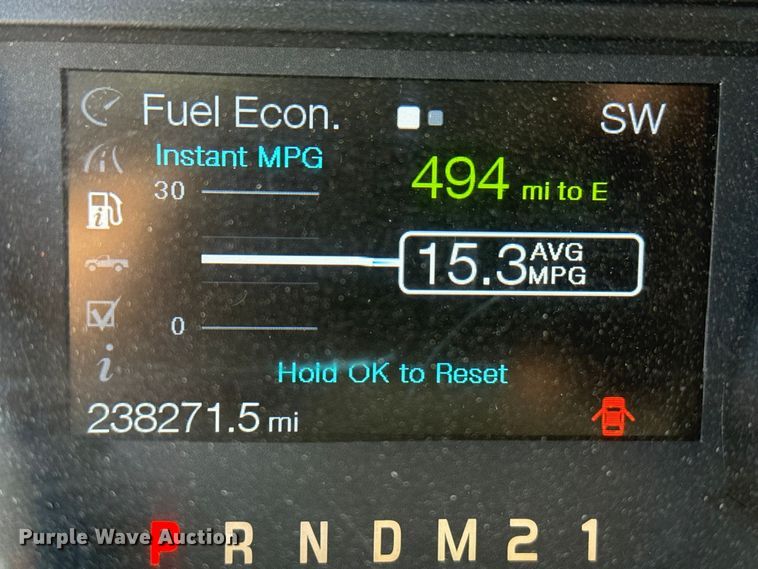 Fuel Econ. SW
Instant MPG
30
494 mi to E
15.3 AVG MPG
0
Hold OK to Reset
238271.5 mi
P R N D M 2 1
Purple Wave Auction